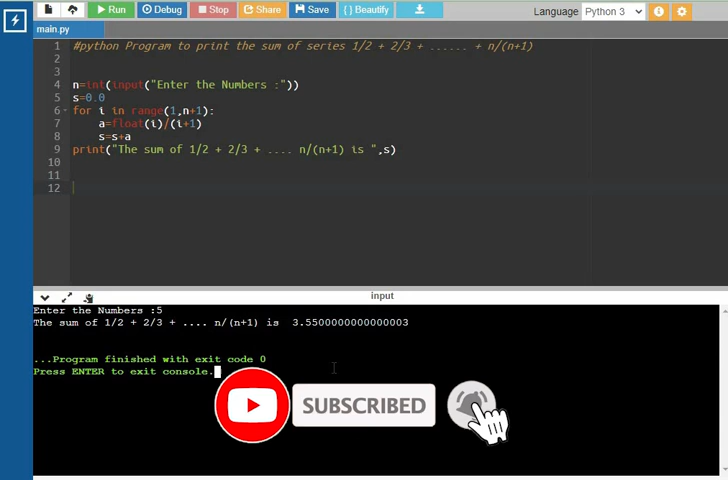 Run Debug Stop Share Save { } Beautify Language Python 3
main.py
1 #python Program to print the sum of series 1/2 + 2/3 + ...... + n/(n+1)
2
3
4 n=int(input("Enter the Numbers :"))
5 s=0.0
6 for i in range(1,n+1):
7 a=float(i)/(i+1)
8 s=s+a
9 print("The sum of 1/2 + 2/3 + .... n/(n+1) is ",s)
10
11
12
input
Enter the Numbers :5
The sum of 1/2 + 2/3 + .... n/(n+1) is 3.5500000000000003
...Program finished with exit code 0
Press ENTER to exit console.
SUBSCRIBED